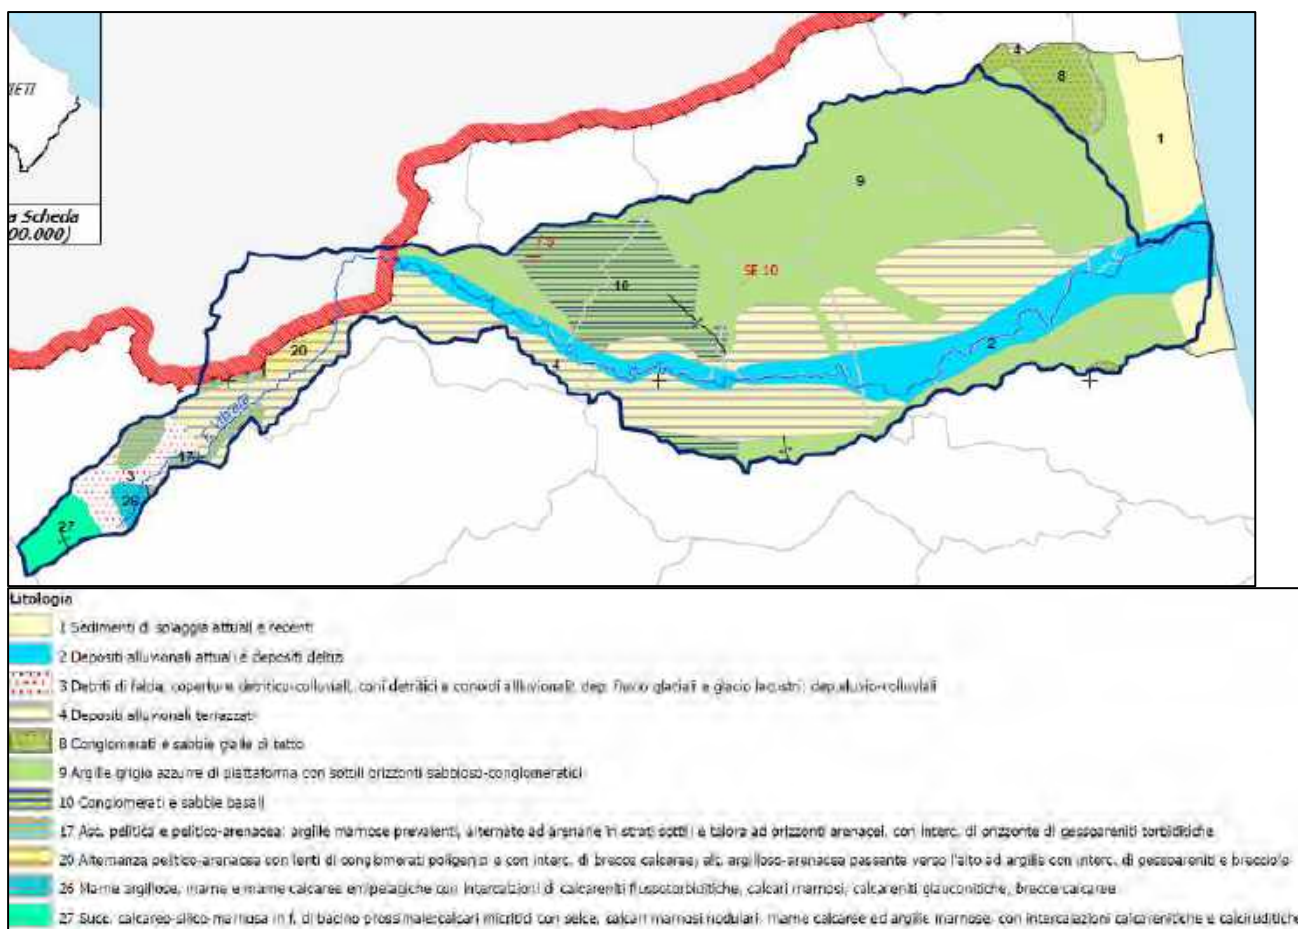 IETI
a Scheda
00.000)
4
8
1
9
SE 10
2
4
20
17
3
26
27
Litologia
1 Sedimenti di spiaggia attuali e recenti
2 Depositi alluvionali attuali e depositi deltizi
3 Detriti di falda, coperture detritico-colluviali, coni detritici e conoidi alluvionali, dep. fluvio glaciali e glacio lacustri; dep.eluvio-colluviali
4 Depositi alluvionali terrazzati
8 Conglomerati e sabbie gialle di tetto
9 Argille grigio azzurre di piattaforma con sottili orizzonti sabbioso-conglomeratici
10 Conglomerati e sabbie basali
17 Ass. pelitica e pelitico-arenacea: argille marnose prevalenti, alternate ad arenarie in strati sottili e talora ad orizzonti arenacei, con interc. di orizzonte di gessoareniti torbiditiche
20 Alternanza pelitico-arenacea con lenti di conglomerati poligenici e con interc. di brecce calcaree; als. argilloso-arenacea passante verso l'alto ad argille con interc. di gessoareniti e brecciole
26 Marne argillose, marne e marne calcaree emipelagiche con intercalazioni di calcareniti flussotorbiditiche, calcari marnosi, calcareniti glauconitiche, brecce calcaree
27 Succ. calcareo-silico-marnosa in f. di bacino prossimale:calcari micritici con selce, calcari marnosi nodulari, marne calcaree ed argille marnose, con intercalazioni calcarenitiche e calciruditiche